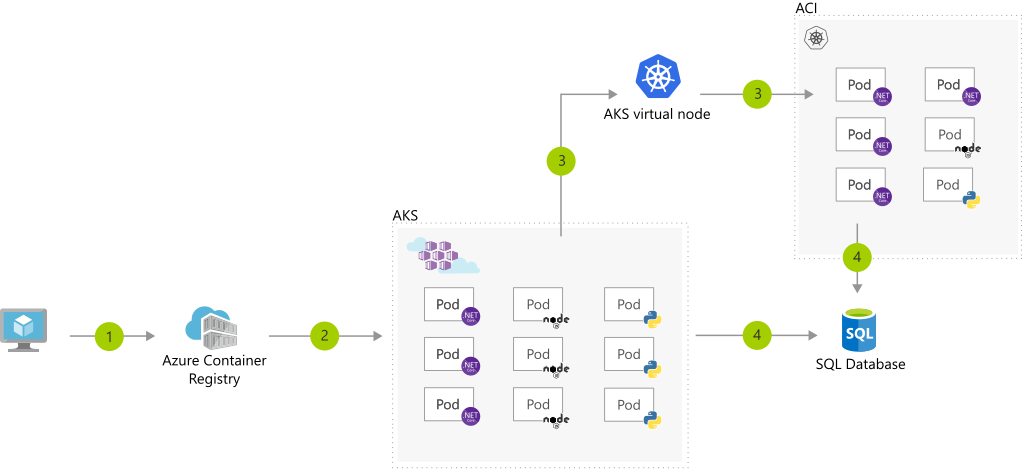 ACI
Pod
.NET
Core
Pod
.NET
Core
3
AKS virtual node
3
Pod
.NET
Core
Pod
node
Pod
.NET
Core
Pod
AKS
4
Pod
.NET
Core
Pod
node
Pod
1
Azure Container
Registry
2
Pod
.NET
Core
Pod
node
Pod
4
SQL
SQL Database
Pod
.NET
Core
Pod
node
Pod